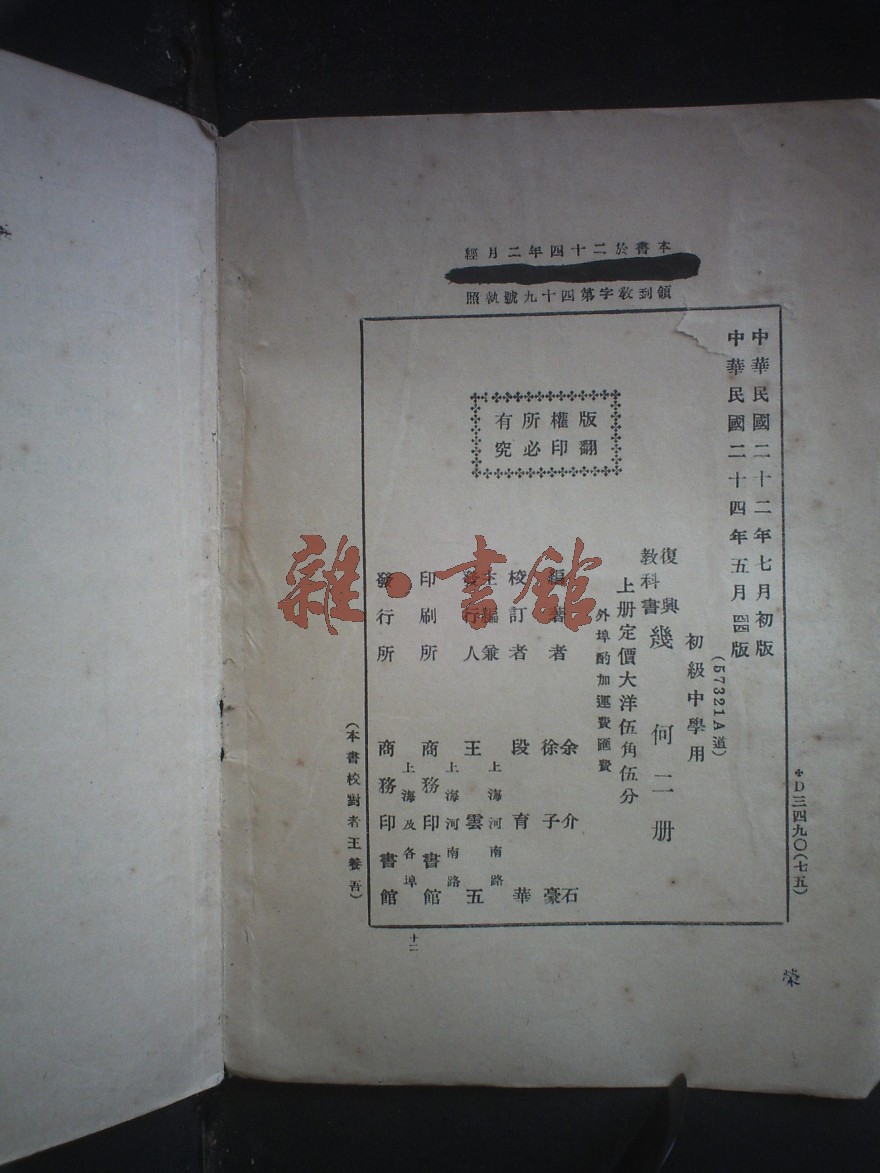 本書於二十四年二月經
領到教字第四十九號執照
中華民國二十二年七月初版
中華民國二十四年五月四四版
(57321A道)
初級中學用
復興
教科書
幾何二册
上册定價大洋伍角伍分
外埠酌加運費匯費
版權所有
翻印必究
編著者
余介石
徐子豪
校訂者 段育華
主編兼
發行人 王雲五
上海河南路
印刷所 商務印書館
上海河南路
發行所 商務印書館
上海及各埠
(本書校對者王養吾)
D三四九〇(七五)
十二
榮
雜·書館